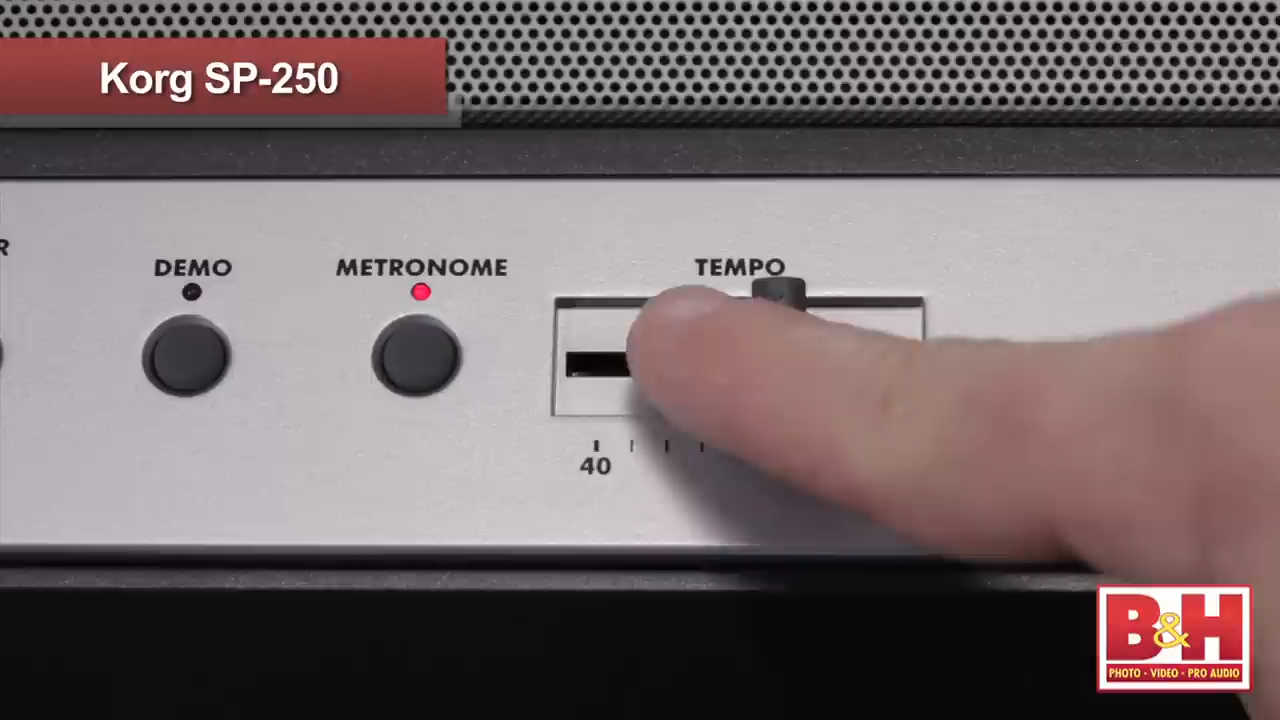 Korg SP-250
R
DEMO
METRONOME
TEMPO
40
B&H
PHOTO - VIDEO - PRO AUDIO